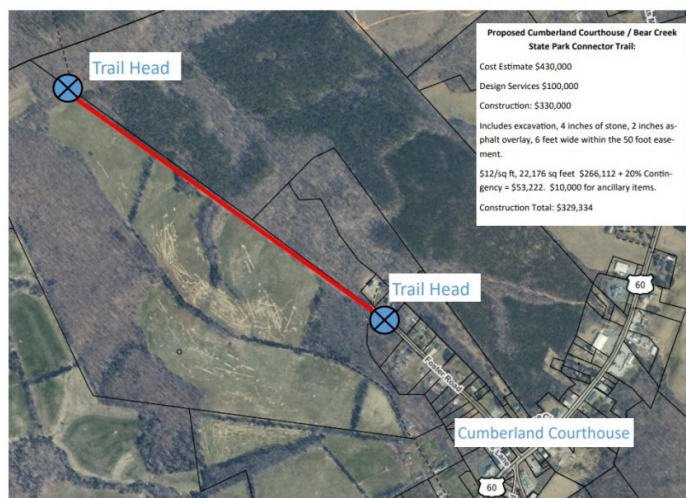 Proposed Cumberland Courthouse / Bear Creek
State Park Connector Trail:
Cost Estimate $430,000
Design Services $100,000
Construction: $330,000
Includes excavation, 4 inches of stone, 2 inches as-
phalt overlay, 6 feet wide within the 50 foot ease-
ment.
$12/sq ft, 22,176 sq feet  $266,112 + 20% Contin-
gency = $53,222.  $10,000 for ancillary items.
Construction Total: $329,334
Trail Head
Trail Head
60
Foster Road
Cumberland Courthouse
60